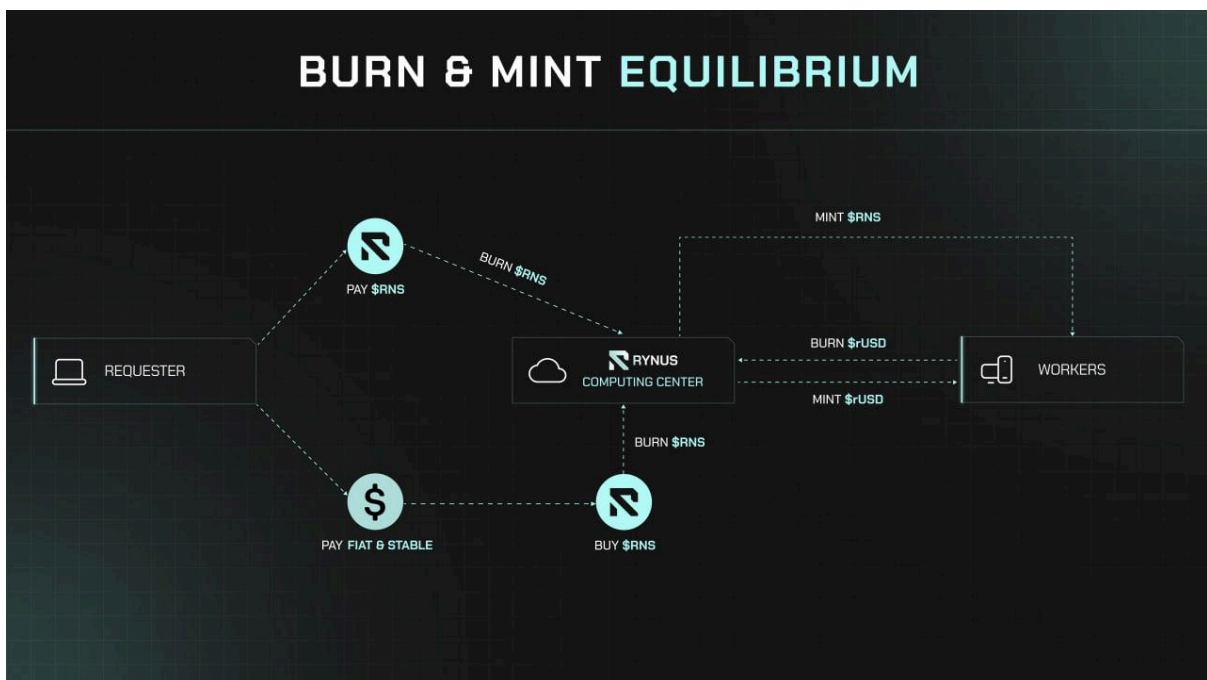 BURN & MINT EQUILIBRIUM
MINT $RNS
BURN $RNS
PAY $RNS
REQUESTER
RYNUS
COMPUTING CENTER
BURN $rUSD
MINT $rUSD
WORKERS
BURN $RNS
$
PAY FIAT & STABLE
BUY $RNS